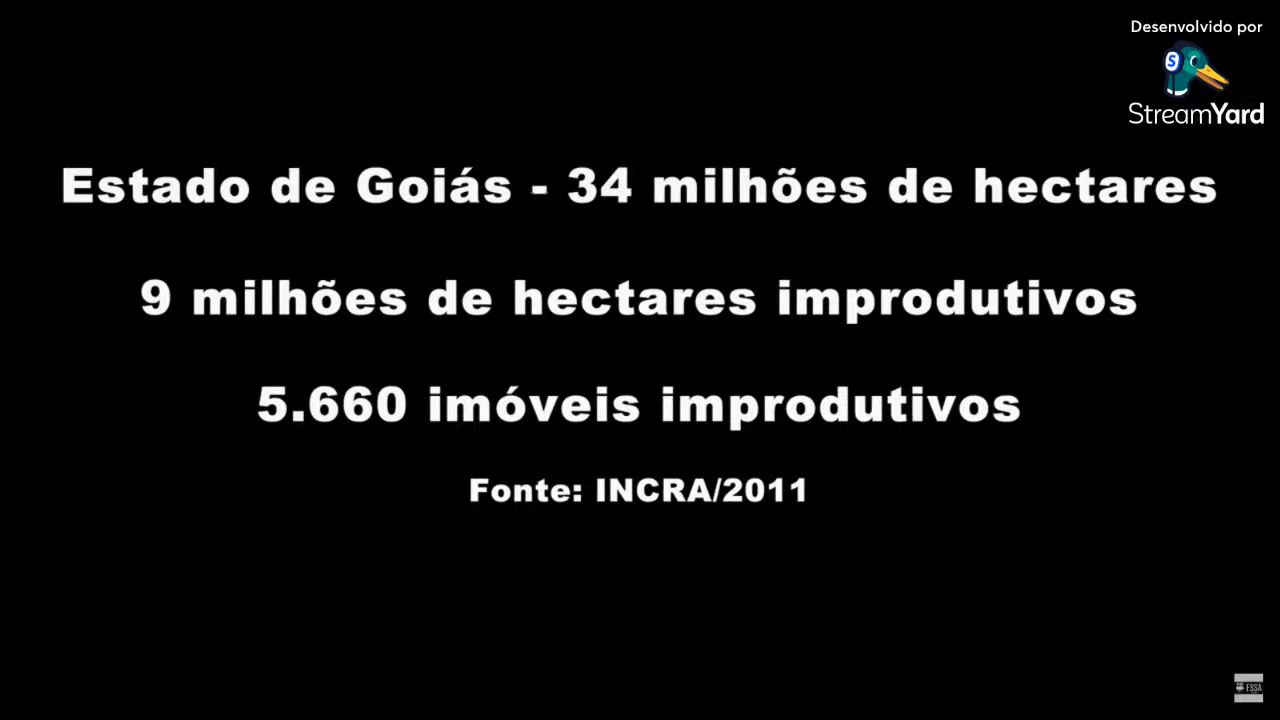 Desenvolvido por
S
StreamYard
Estado de Goiás - 34 milhões de hectares
9 milhões de hectares improdutivos
5.660 imóveis improdutivos
Fonte: INCRA/2011
ESSA